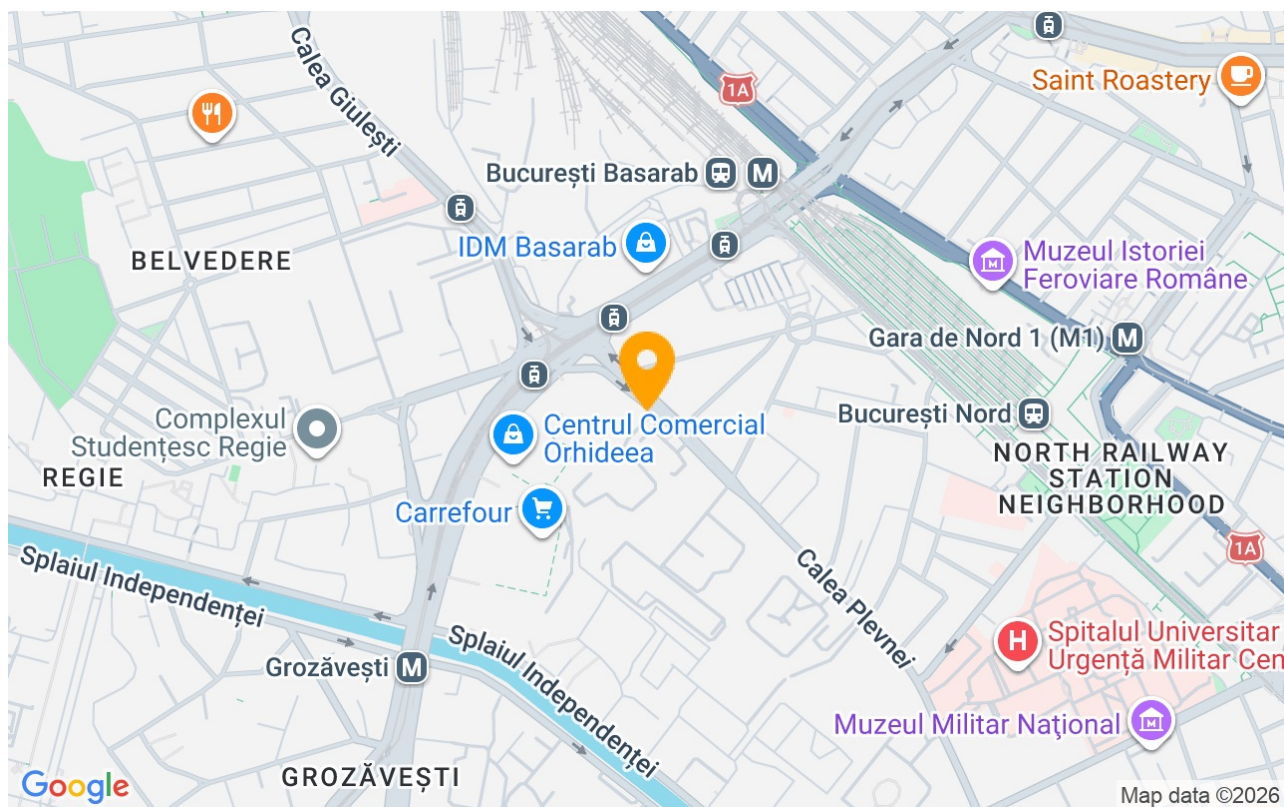 Calea Giulești
1A
Saint Roastery
București Basarab
M
IDM Basarab
BELVEDERE
Muzeul Istoriei
Feroviare Române
Gara de Nord 1 (M1)
M
București Nord
Complexul
Studențesc Regie
Centrul Comercial
Orhideea
REGIE
NORTH RAILWAY
STATION
NEIGHBORHOOD
Carrefour
1A
Splaiul Independenței
Calea Plevnei
Splaiul Independenței
H
Spitalul Universitar
Urgență Militar Cen
Grozăvești
M
Muzeul Militar Național
GROZĂVEȘTI
Google
Map data ©2026